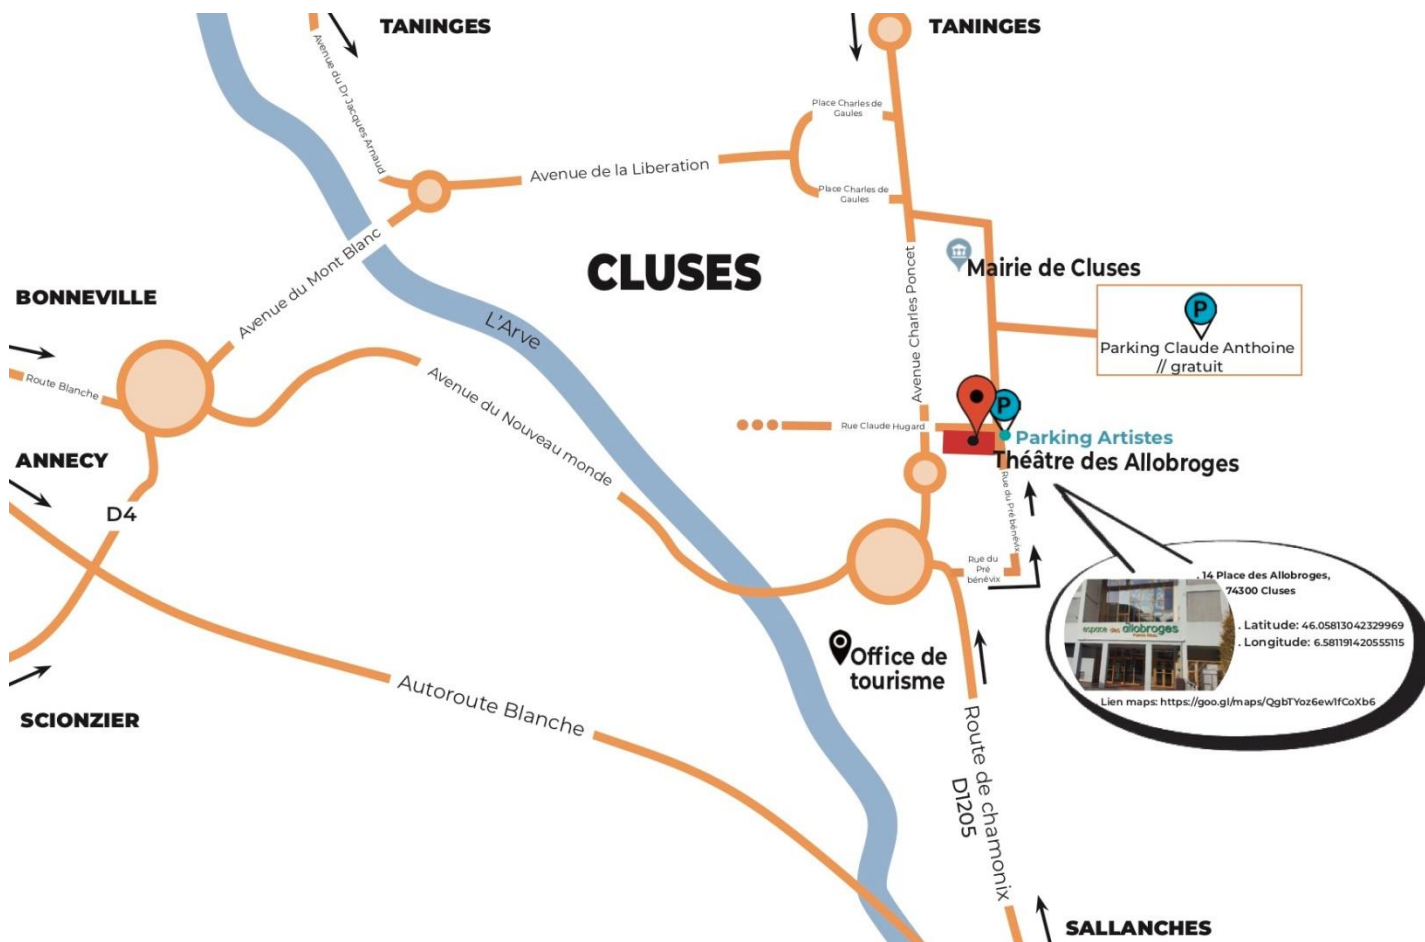 TANINGES
TANINGES
Avenue du Dr Jacques Arnaud
Place Charles de
Gaules
Avenue de la Liberation
Place Charles de
Gaules
Avenue du Mont Blanc
CLUSES
Avenue Charles Poncet
Mairie de Cluses
BONNEVILLE
L'Arve
P
Parking Claude Anthoine
// gratuit
Route Blanche
Avenue du Nouveau monde
P
Rue Claude Hugard
Parking Artistes
Théâtre des Allobroges
ANNECY
D4
Rue du Pré bénévix
Rue du
Pré
bénévix
. 14 Place des Allobroges,
74300 Cluses
espace des allobroges
. Latitude: 46.05813042329969
. Longitude: 6.581191420555115
Office de
tourisme
Lien maps: https://goo.gl/maps/QgbTYoz6ew1fCoXb6
Autoroute Blanche
SCIONZIER
Route de chamonix
D1205
SALLANCHES